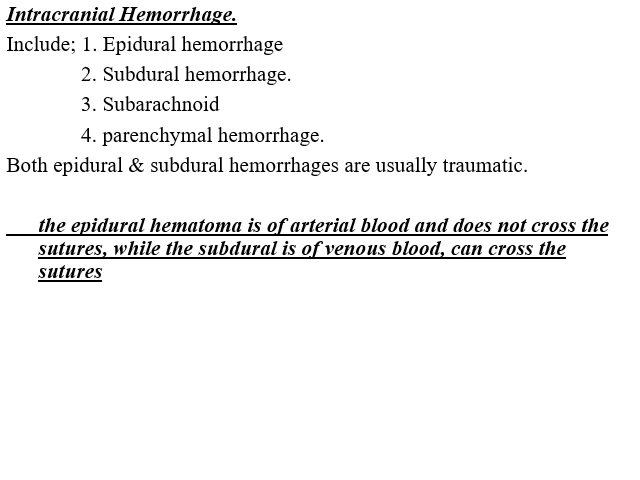 Intracranial Hemorrhage.
Include; 1. Epidural hemorrhage
2. Subdural hemorrhage.
3. Subarachnoid
4. parenchymal hemorrhage.
Both epidural & subdural hemorrhages are usually traumatic.
the epidural hematoma is of arterial blood and does not cross the
sutures, while the subdural is of venous blood, can cross the
sutures